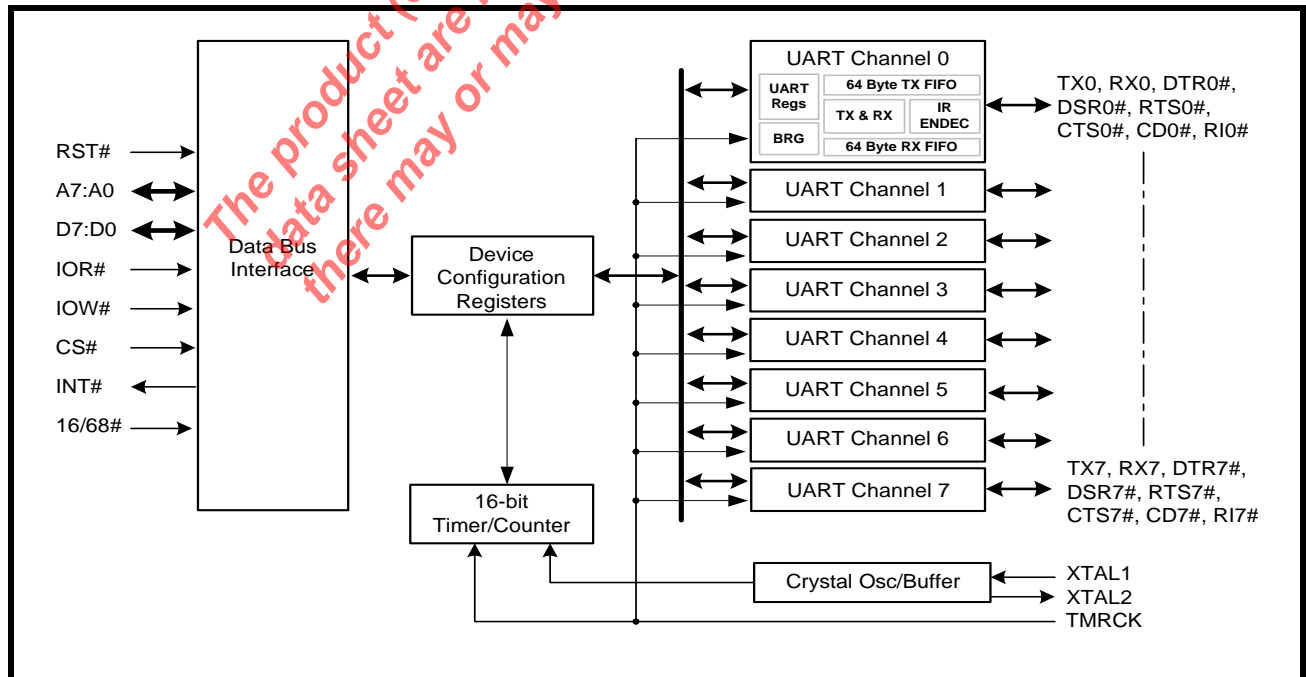 The product (
data sheet are
there may or may
RST#
A7:A0
D7:D0
IOR#
IOW#
CS#
INT#
16/68#
Data Bus
Interface
Device
Configuration
Registers
16-bit
Timer/Counter
UART Channel 0
UART
Regs
BRG
64 Byte TX FIFO
TX & RX
IR
ENDEC
64 Byte RX FIFO
UART Channel 1
UART Channel 2
UART Channel 3
UART Channel 4
UART Channel 5
UART Channel 6
UART Channel 7
Crystal Osc/Buffer
TX0, RX0, DTR0#,
DSR0#, RTS0#,
CTS0#, CD0#, RI0#
TX7, RX7, DTR7#,
DSR7#, RTS7#,
CTS7#, CD7#, RI7#
XTAL1
XTAL2
TMRCK